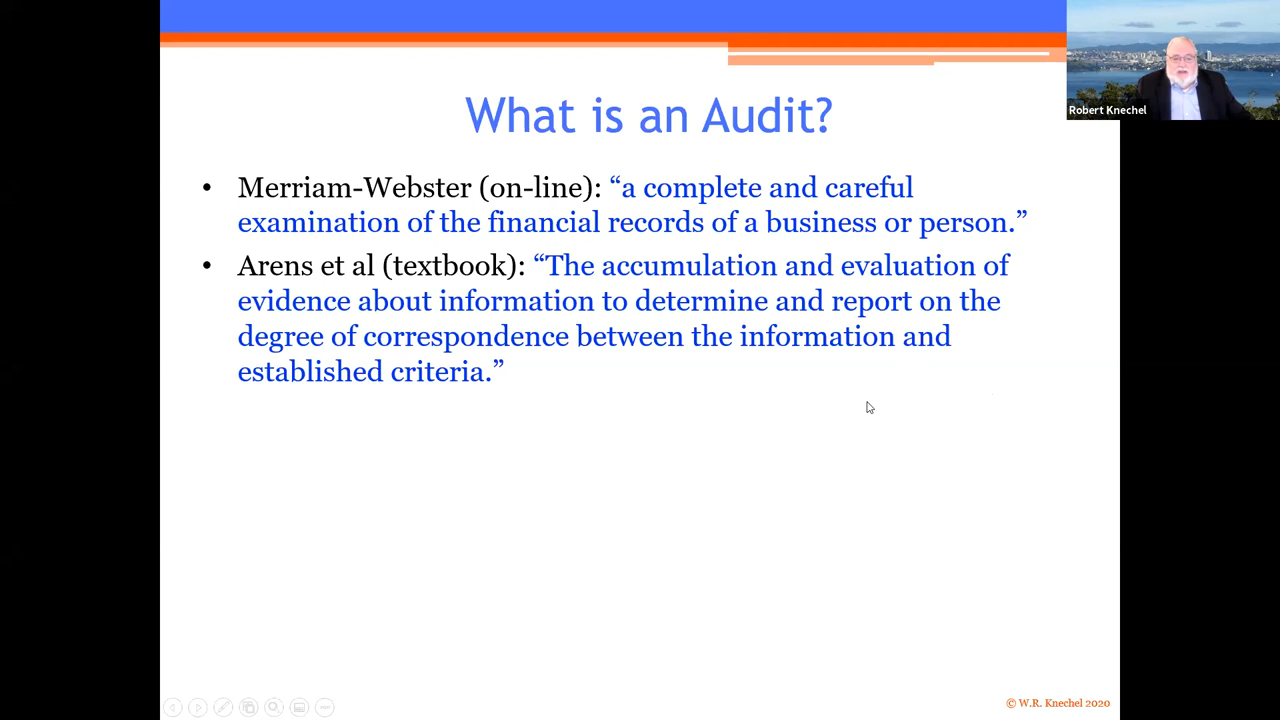 What is an Audit?
Robert Knechel
• Merriam-Webster (on-line): “a complete and careful
examination of the financial records of a business or person.”
• Arens et al (textbook): “The accumulation and evaluation of
evidence about information to determine and report on the
degree of correspondence between the information and
established criteria.”
© W.R. Knechel 2020